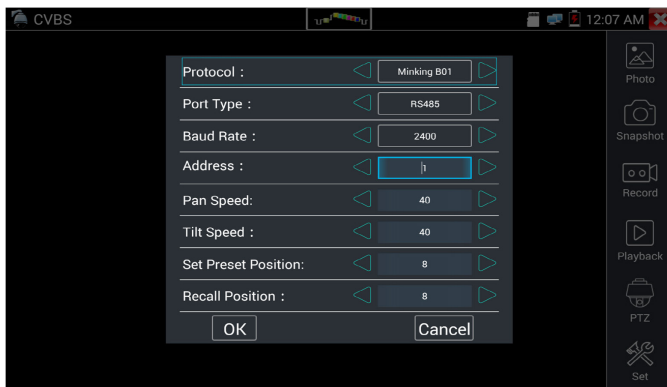 CVBS
12:07 AM
Protocol :
Minking B01
Port Type :
RS485
Baud Rate :
2400
Address :
1
Pan Speed:
40
Tilt Speed :
40
Set Preset Position:
8
Recall Position :
8
OK
Cancel
Photo
Snapshot
Record
Playback
PTZ
Set